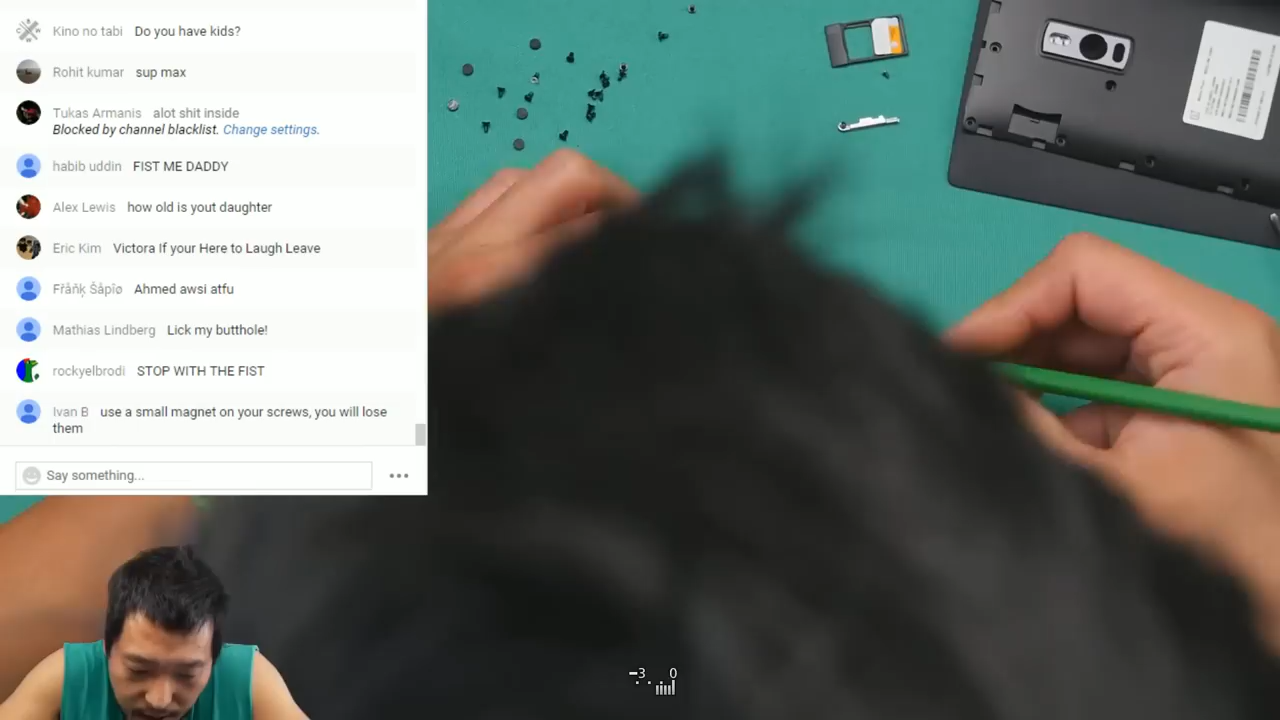 Kino no tabi Do you have kids?
Rohit kumar sup max
Tukas Armanis alot shit inside
Blocked by channel blacklist. Change settings.
habib uddin FIST ME DADDY
Alex Lewis how old is yout daughter
Eric Kim Victora If your Here to Laugh Leave
Fřåňķ Šåpîø Ahmed awsi atfu
Mathias Lindberg Lick my butthole!
rockyelbrodi STOP WITH THE FIST
Ivan B use a small magnet on your screws, you will lose
them
Say something...
-3 0